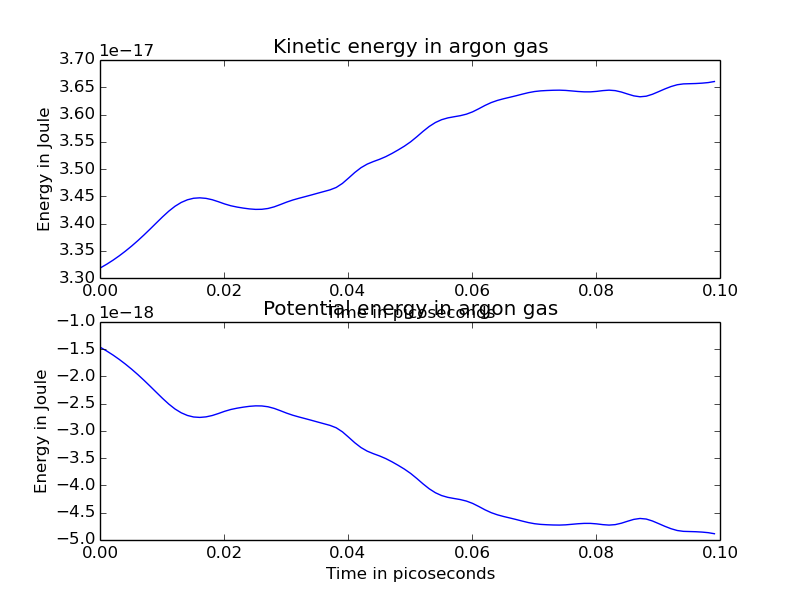 Kinetic energy in argon gas
1e−17
3.70
3.65
3.60
3.55
3.50
3.45
3.40
3.35
3.30
Energy in Joule
0.00 0.02 0.04 0.06 0.08 0.10
Time in picoseconds
Potential energy in argon gas
1e−18
−1.0
−1.5
−2.0
−2.5
−3.0
−3.5
−4.0
−4.5
−5.0
Energy in Joule
0.00 0.02 0.04 0.06 0.08 0.10
Time in picoseconds